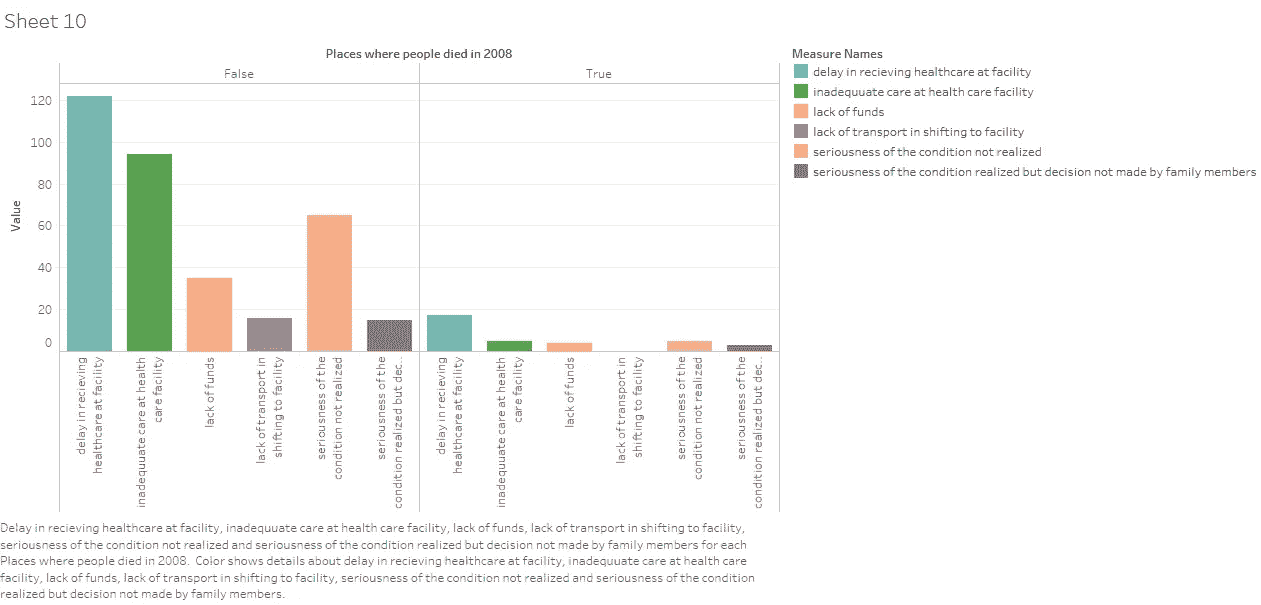 Sheet 10
Places where people died in 2008
False
True
Value
120
100
80
60
40
20
0
delay in recieving
healthcare at facility
inadequuate care at health
care facility
lack of funds
lack of transport in
shifting to facility
seriousness of the
condition not realized
seriousness of the
condition realized but dec..
delay in recieving
healthcare at facility
inadequuate care at health
care facility
lack of funds
lack of transport in
shifting to facility
seriousness of the
condition not realized
seriousness of the
condition realized but dec..
Measure Names
delay in recieving healthcare at facility
inadequuate care at health care facility
lack of funds
lack of transport in shifting to facility
seriousness of the condition not realized
seriousness of the condition realized but decision not made by family members
Delay in recieving healthcare at facility, inadequuate care at health care facility, lack of funds, lack of transport in shifting to facility,
seriousness of the condition not realized and seriousness of the condition realized but decision not made by family members for each
Places where people died in 2008.  Color shows details about delay in recieving healthcare at facility, inadequuate care at health care
facility, lack of funds, lack of transport in shifting to facility, seriousness of the condition not realized and seriousness of the condition
realized but decision not made by family members.